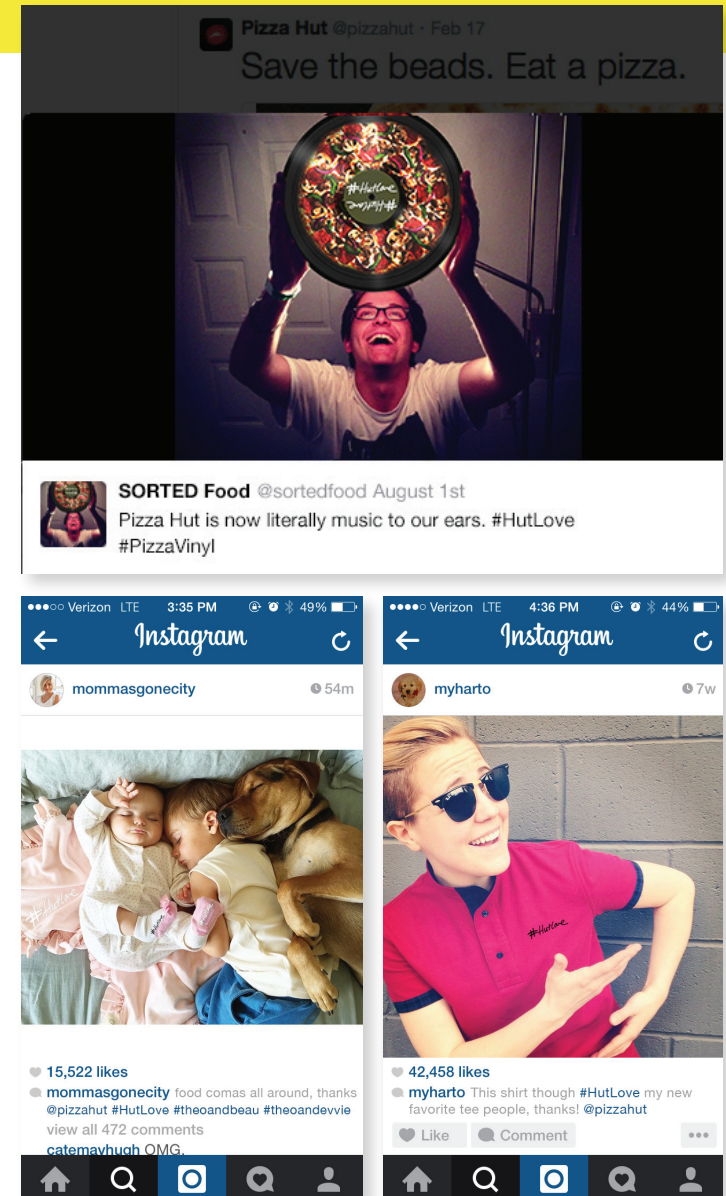 Pizza Hut @pizzahut · Feb 17
Save the beads. Eat a pizza.
#HutLove
#HutLove
SORTED Food @sortedfood August 1st
Pizza Hut is now literally music to our ears. #HutLove
#PizzaVinyl
Verizon LTE 3:35 PM 49%
Instagram
mommasgonecity 54m
#HutLove
#HutLove
15,522 likes
mommasgonecity food comas all around, thanks
@pizzahut #HutLove #theoandbeau #theoandevvie
view all 472 comments
catemayhugh OMG.
Verizon LTE 4:36 PM 44%
Instagram
myharto 7w
#HutLove
42,458 likes
myharto This shirt though #HutLove my new
favorite tee people, thanks! @pizzahut
Like Comment